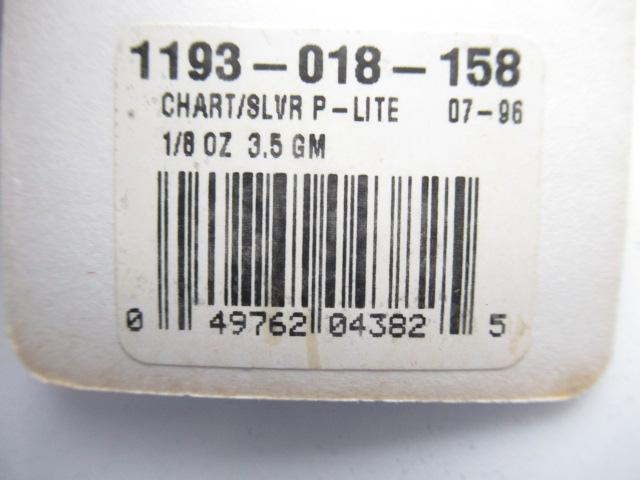 1193-018-158
CHART/SLVR P-LITE 07-96
1/8 OZ 3.5 GM
0 49762 04382 5